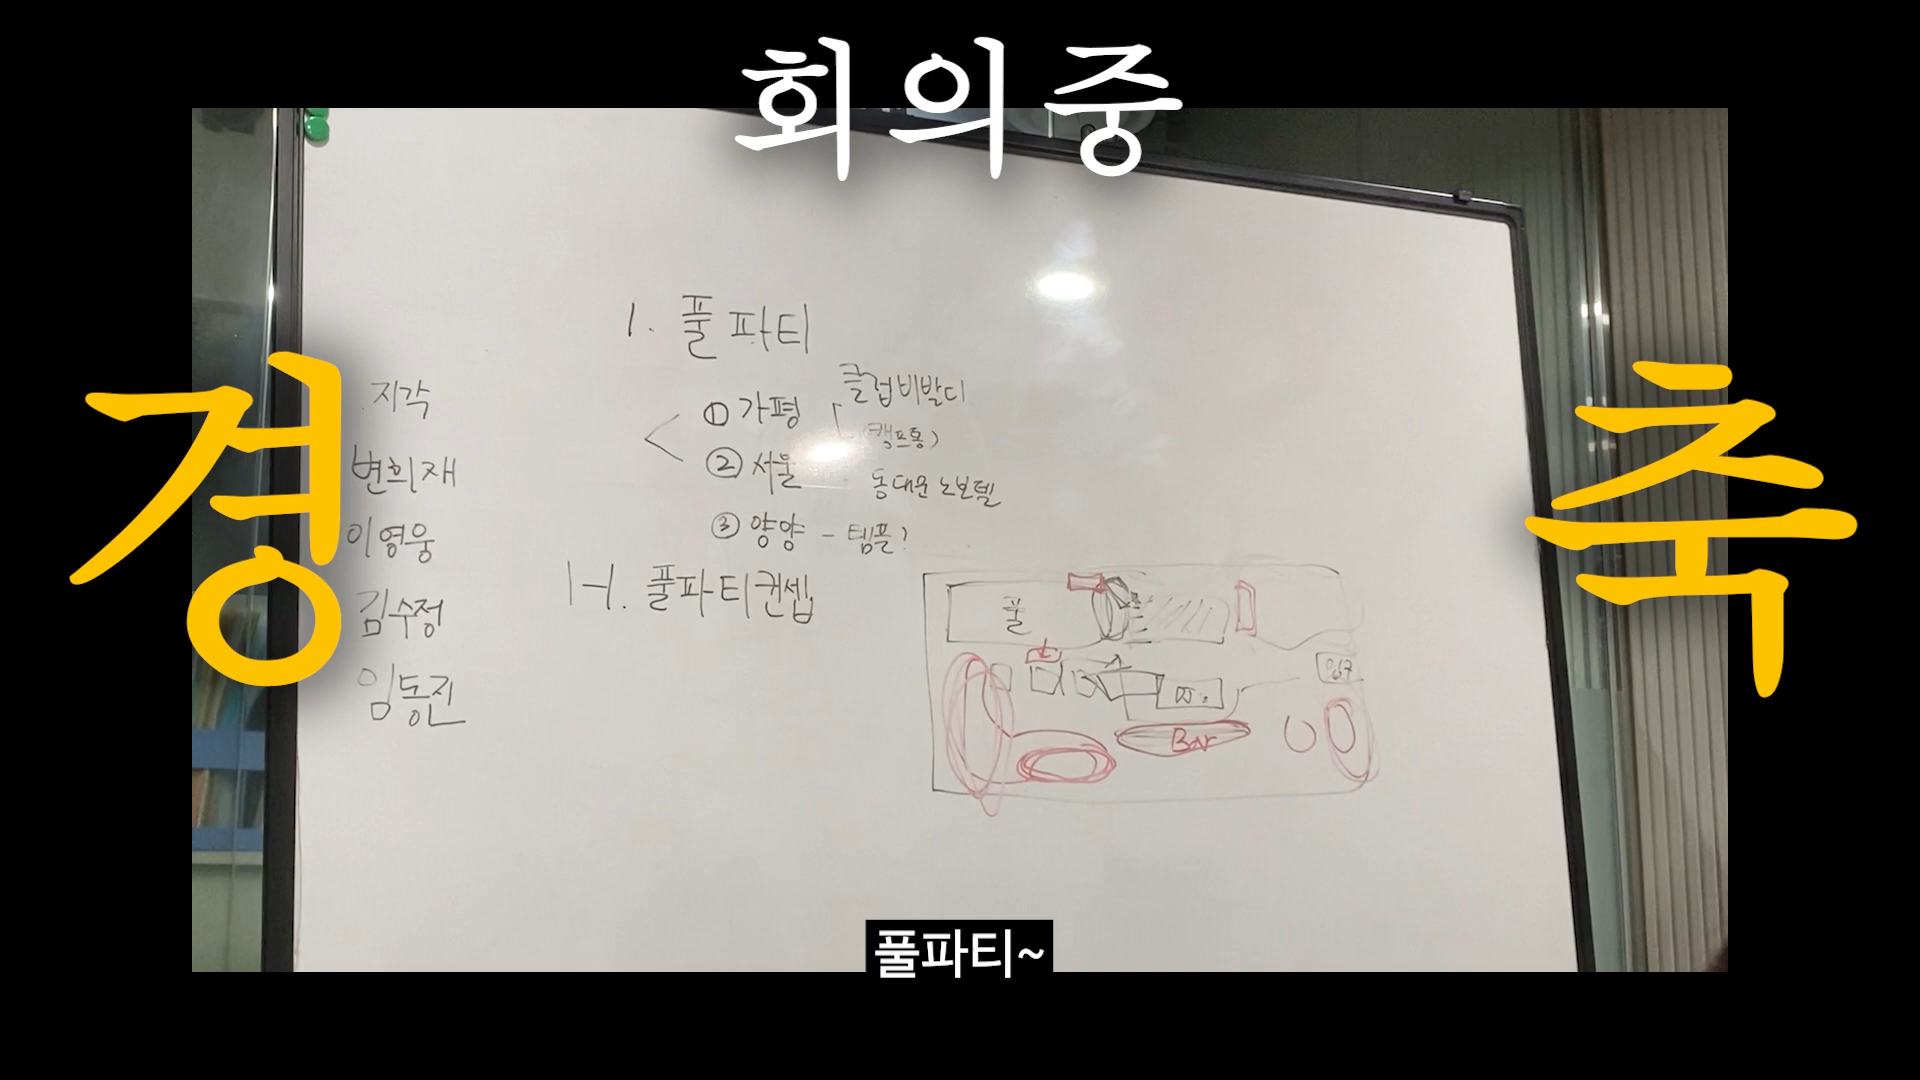 회의중
경 축
지각
변희재
이영웅
김수정
임동진
1. 풀파티
① 가평
클럽비발디
(캠프통)
② 서울
동대문 노보텔
③ 양양 - 템플?
1-1. 풀파티컨셉
풀
Bar
풀파티~